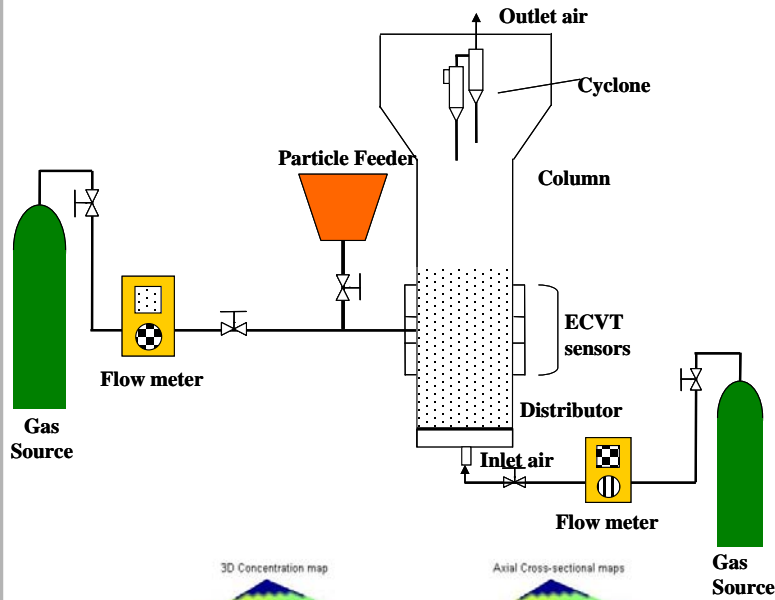 Outlet air
Cyclone
Particle Feeder
Column
ECVT
sensors
Flow meter
Distributor
Gas
Source
Inlet air
Flow meter
Gas
Source
3D Concentration map
Axial Cross-sectional maps